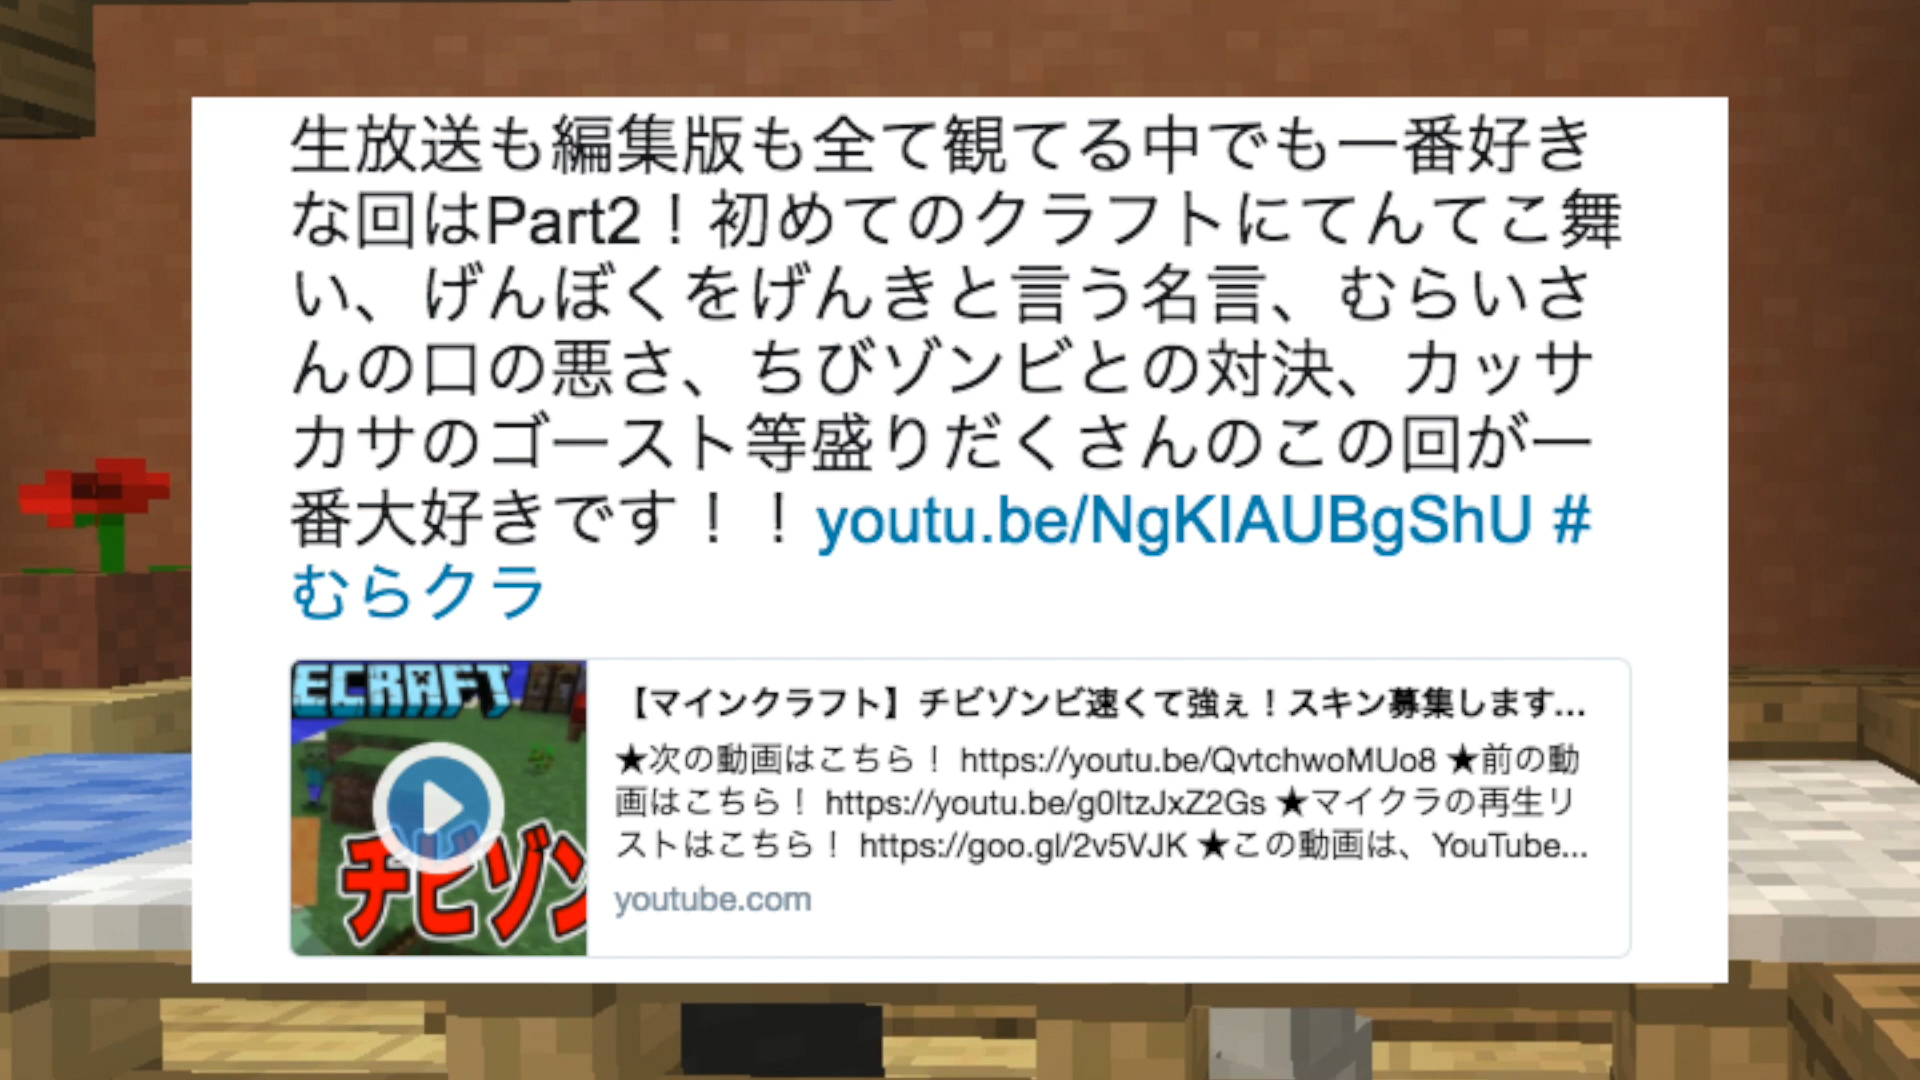 生放送も編集版も全て観てる中でも一番好き
な回はPart2！初めてのクラフトにてんてこ舞
い、げんぼくをげんきと言う名言、むらいさ
んの口の悪さ、ちびゾンビとの対決、カッサ
カサのゴースト等盛りだくさんのこの回が一
番大好きです！！youtu.be/NgKIAUBgShU #
むらクラ
ECRAFT
チビゾン
【マインクラフト】チビゾンビ速くて強ぇ！スキン募集します...
★次の動画はこちら！ https://youtu.be/QvtchwoMUo8 ★前の動
画はこちら！ https://youtu.be/g0ltzJxZ2Gs ★マイクラの再生リ
ストはこちら！ https://goo.gl/2v5VJK ★この動画は、YouTube...
youtube.com